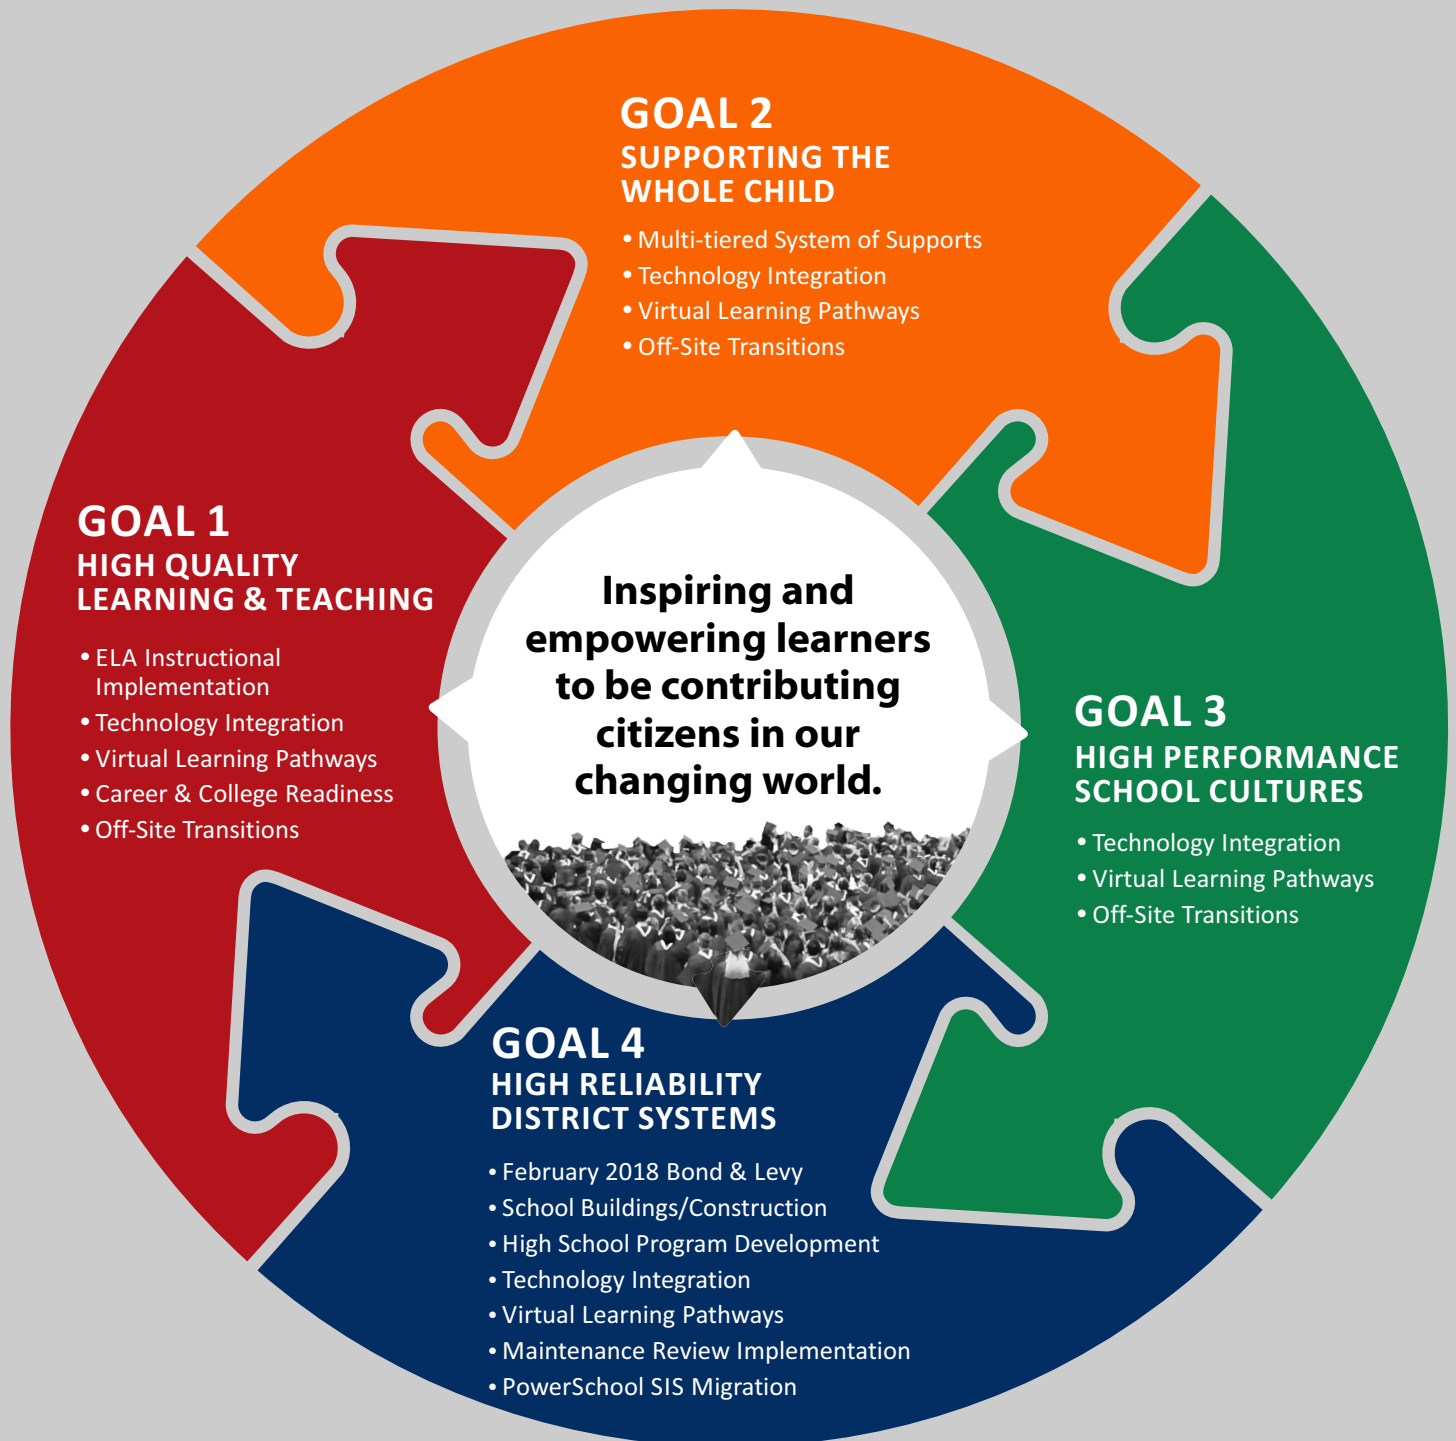 GOAL 2
SUPPORTING THE
WHOLE CHILD
• Multi-tiered System of Supports
• Technology Integration
• Virtual Learning Pathways
• Off-Site Transitions
GOAL 1
HIGH QUALITY
LEARNING & TEACHING
• ELA Instructional
Implementation
• Technology Integration
• Virtual Learning Pathways
• Career & College Readiness
• Off-Site Transitions
Inspiring and
empowering learners
to be contributing
citizens in our
changing world.
GOAL 3
HIGH PERFORMANCE
SCHOOL CULTURES
• Technology Integration
• Virtual Learning Pathways
• Off-Site Transitions
GOAL 4
HIGH RELIABILITY
DISTRICT SYSTEMS
• February 2018 Bond & Levy
• School Buildings/Construction
• High School Program Development
• Technology Integration
• Virtual Learning Pathways
• Maintenance Review Implementation
• PowerSchool SIS Migration